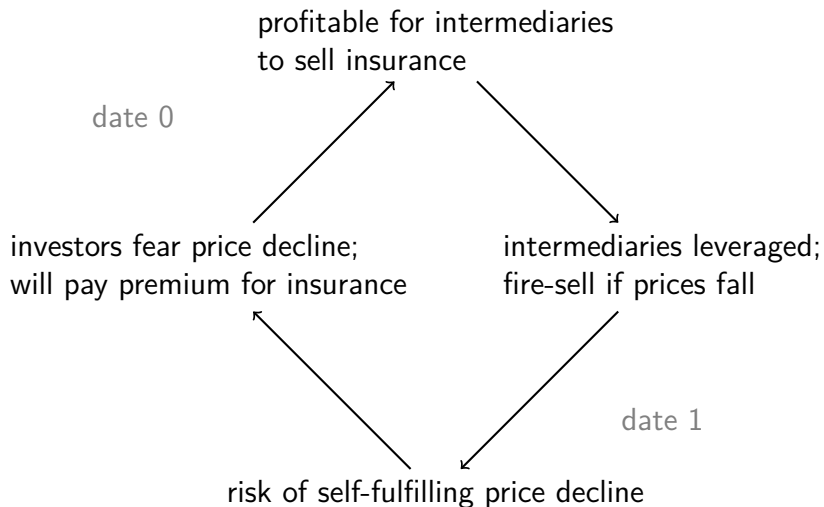 profitable for intermediaries
to sell insurance
date 0
investors fear price decline;
will pay premium for insurance
intermediaries leveraged;
fire-sell if prices fall
date 1
risk of self-fulfilling price decline